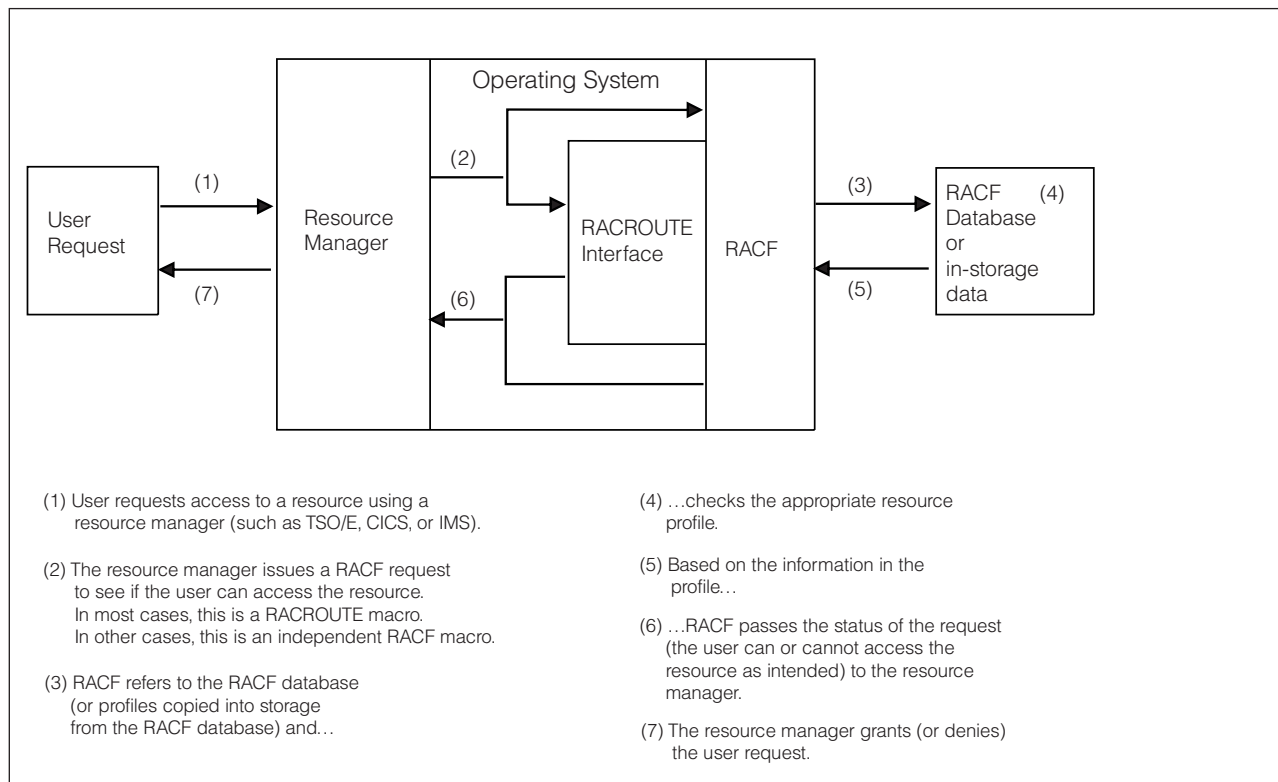 Operating System
(1)
(2)
(3)
User
Request
Resource
Manager
RACROUTE
Interface
RACF
RACF (4)
Database
or
in-storage
data
(7)
(6)
(5)
(1) User requests access to a resource using a
resource manager (such as TSO/E, CICS, or IMS).
(2) The resource manager issues a RACF request
to see if the user can access the resource.
In most cases, this is a RACROUTE macro.
In other cases, this is an independent RACF macro.
(3) RACF refers to the RACF database
(or profiles copied into storage
from the RACF database) and…
(4) …checks the appropriate resource
profile.
(5) Based on the information in the
profile…
(6) …RACF passes the status of the request
(the user can or cannot access the
resource as intended) to the resource
manager.
(7) The resource manager grants (or denies)
the user request.